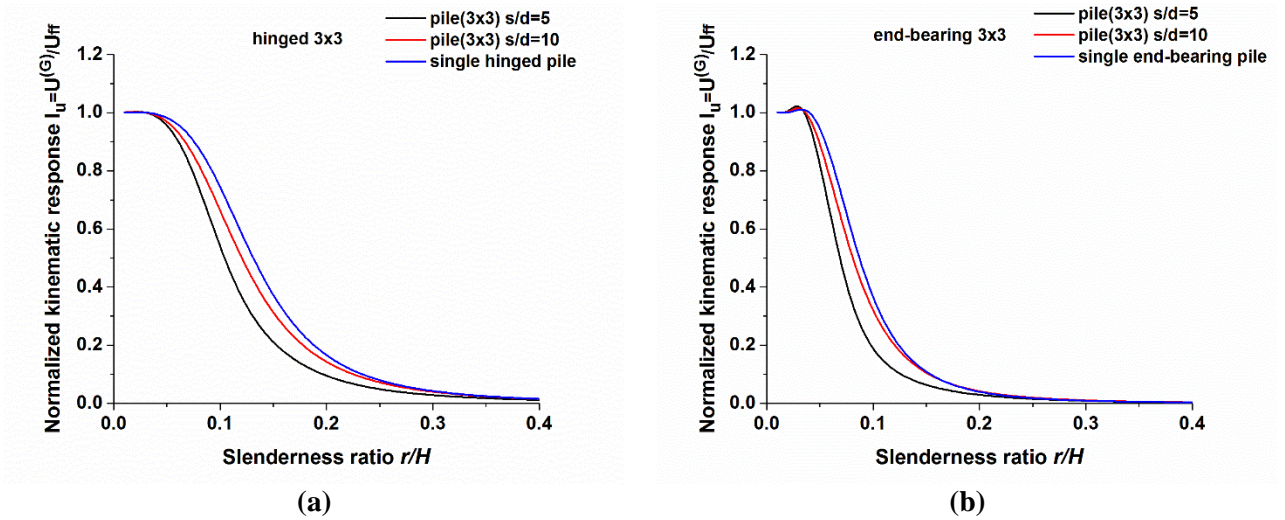 pile(3x3) s/d=5
pile(3x3) s/d=10
single hinged pile
hinged 3x3
Normalized kinematic response Iu=U(G)/Uff
1.2
1.0
0.8
0.6
0.4
0.2
0.0
0.0 0.1 0.2 0.3 0.4
Slenderness ratio r/H
(a)
pile(3x3) s/d=5
pile(3x3) s/d=10
single end-bearing pile
end-bearing 3x3
Normalized kinematic response Iu=U(G)/Uff
1.2
1.0
0.8
0.6
0.4
0.2
0.0
0.0 0.1 0.2 0.3 0.4
Slenderness ratio r/H
(b)